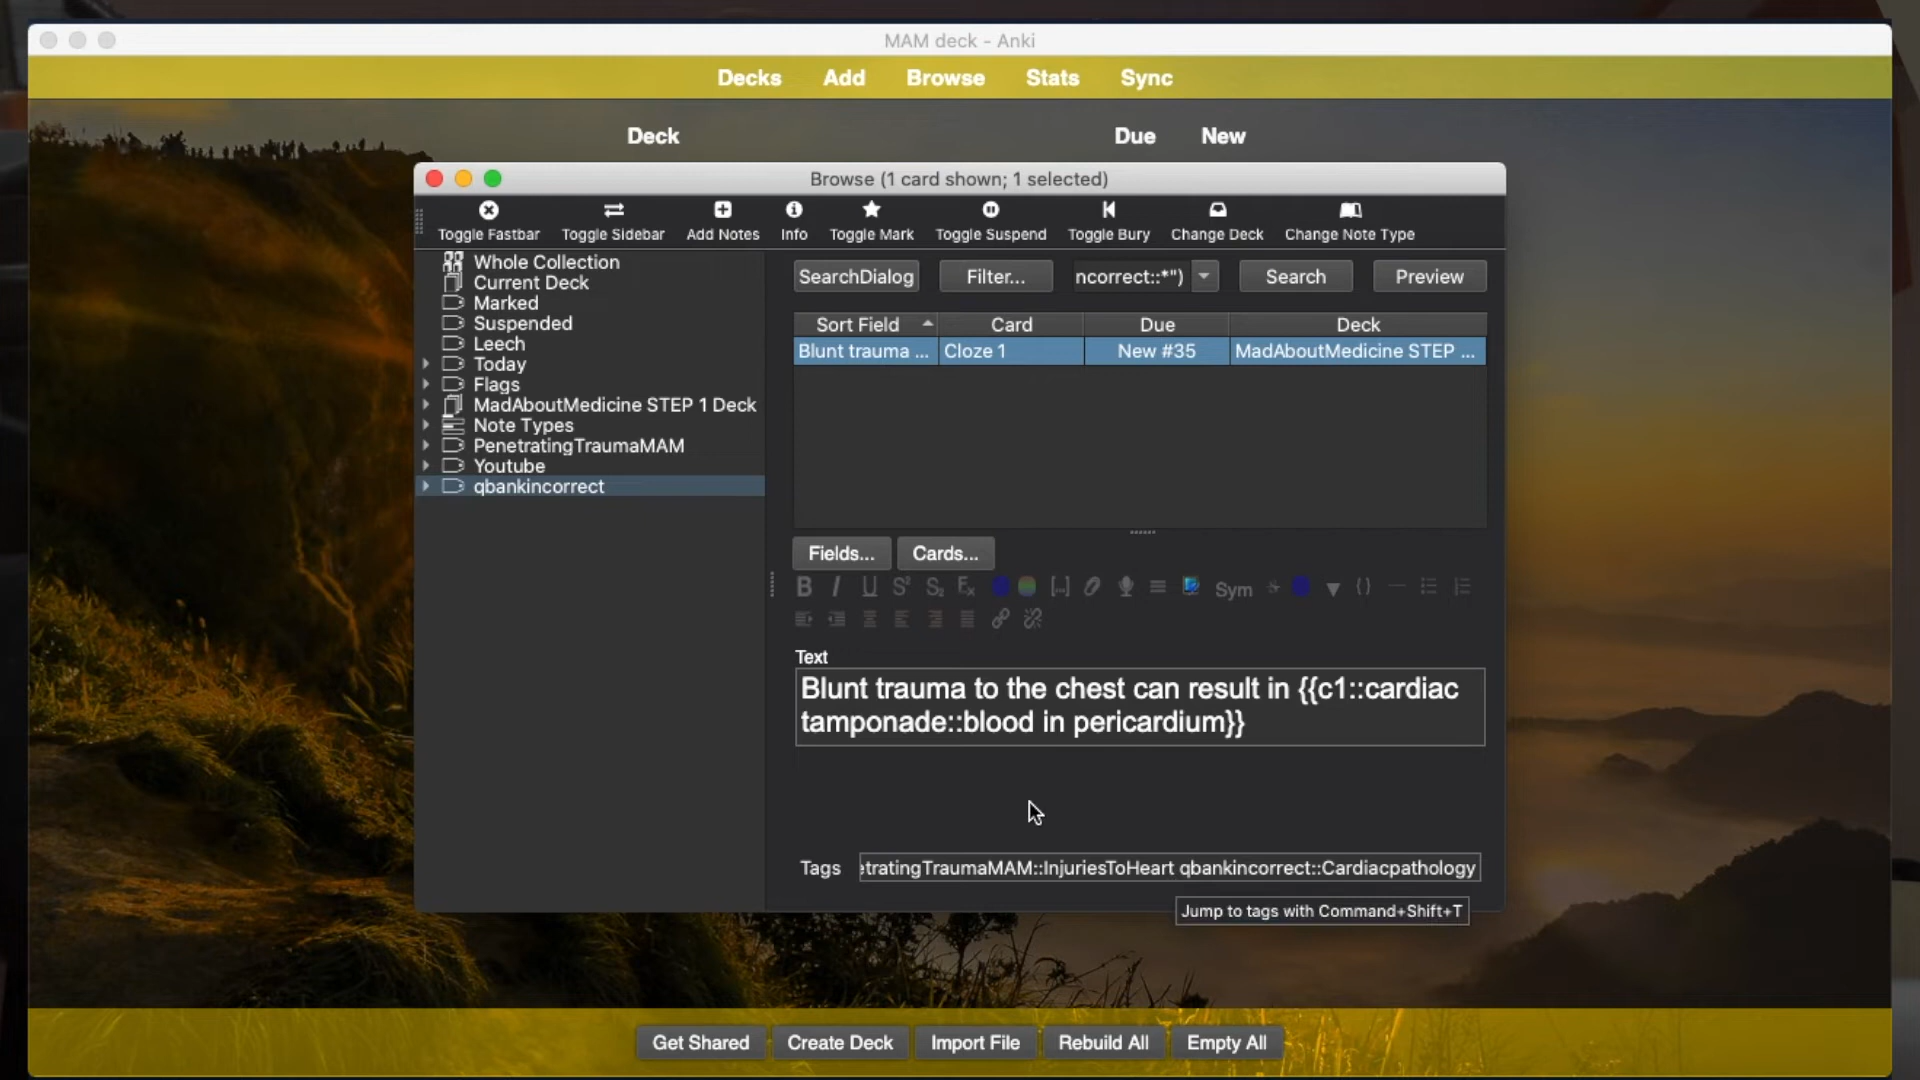 MAM deck - Anki
Decks Add Browse Stats Sync
Deck Due New
Browse (1 card shown; 1 selected)
Toggle Fastbar Toggle Sidebar Add Notes Info Toggle Mark Toggle Suspend Toggle Bury Change Deck Change Note Type
Whole Collection
Current Deck
Marked
Suspended
Leech
Today
Flags
MadAboutMedicine STEP 1 Deck
Note Types
PenetratingTraumaMAM
Youtube
qbankincorrect
SearchDialog Filter... ncorrect::*") Search Preview
Sort Field Card Due Deck
Blunt trauma ... Cloze 1 New #35 MadAboutMedicine STEP ...
Fields... Cards...
B I U S² S₂ Fx [...] Sym
Text
Blunt trauma to the chest can result in {{c1::cardiac
tamponade::blood in pericardium}}
Tags etratingTraumaMAM::InjuriesToHeart qbankincorrect::Cardiacpathology
Jump to tags with Command+Shift+T
Get Shared Create Deck Import File Rebuild All Empty All